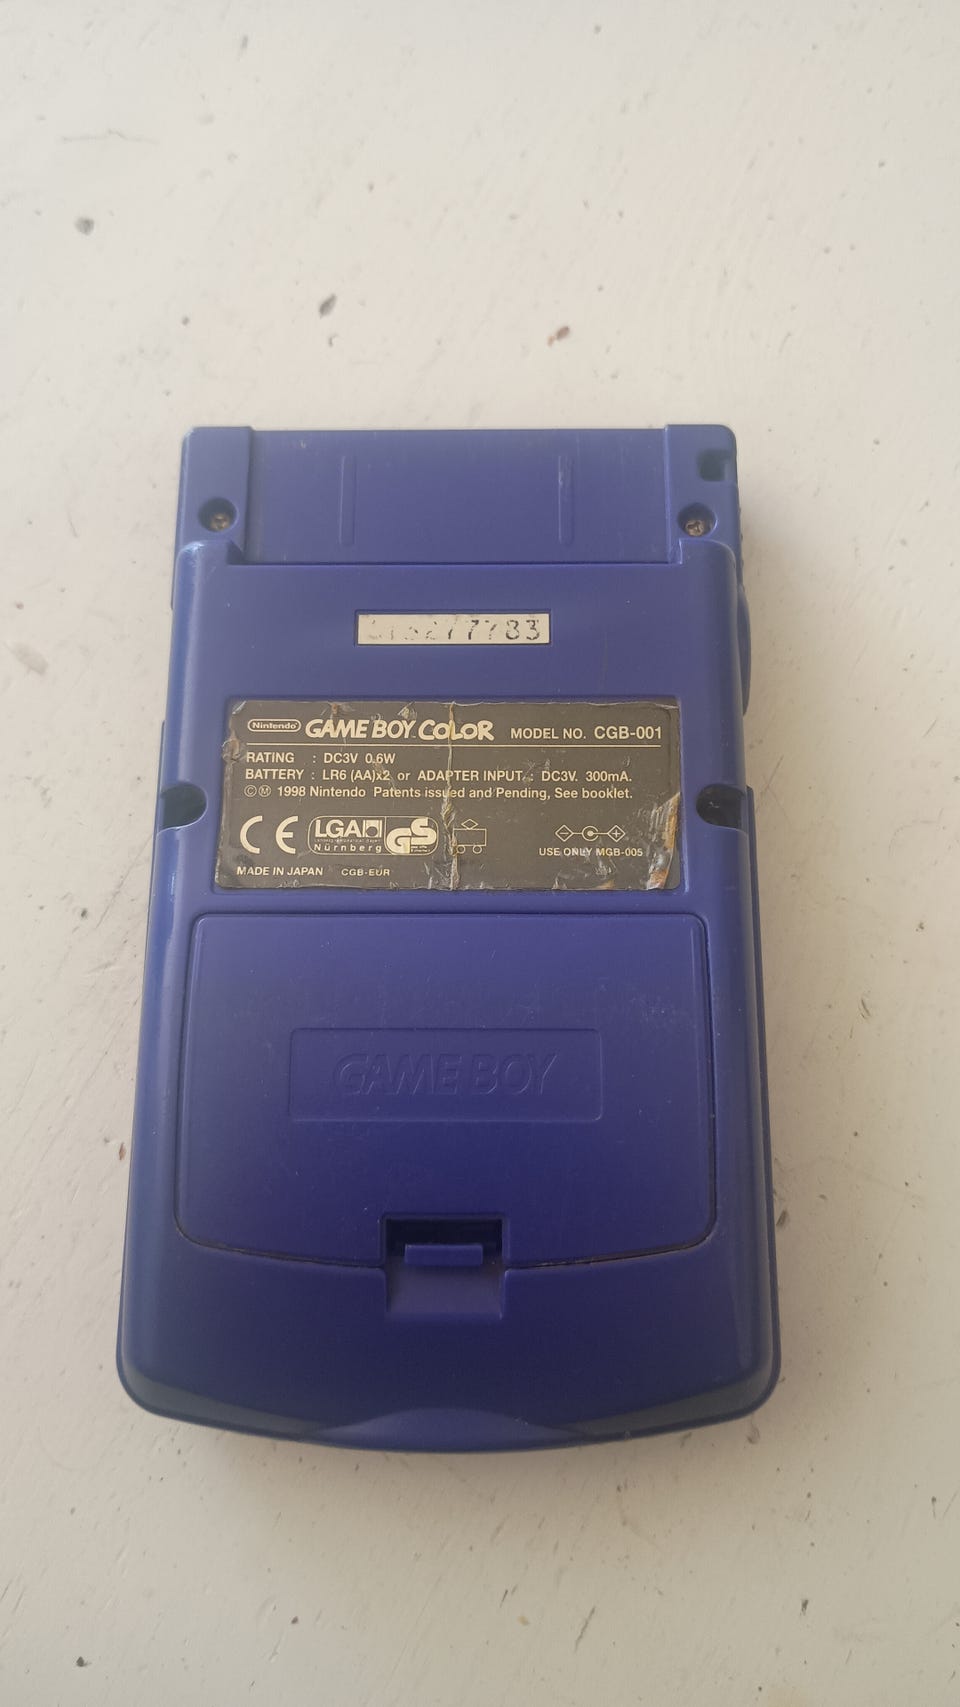 7783
Nintendo GAME BOY COLOR MODEL NO. CGB-001
RATING : DC3V 0.6W
BATTERY : LR6 (AA)x2 or ADAPTER INPUT : DC3V. 300mA.
©Ⓜ 1998 Nintendo Patents issued and Pending, See booklet.
CE LGA GS
Nürnberg
USE ONLY MGB-005
MADE IN JAPAN CGB-EUR
GAME BOY